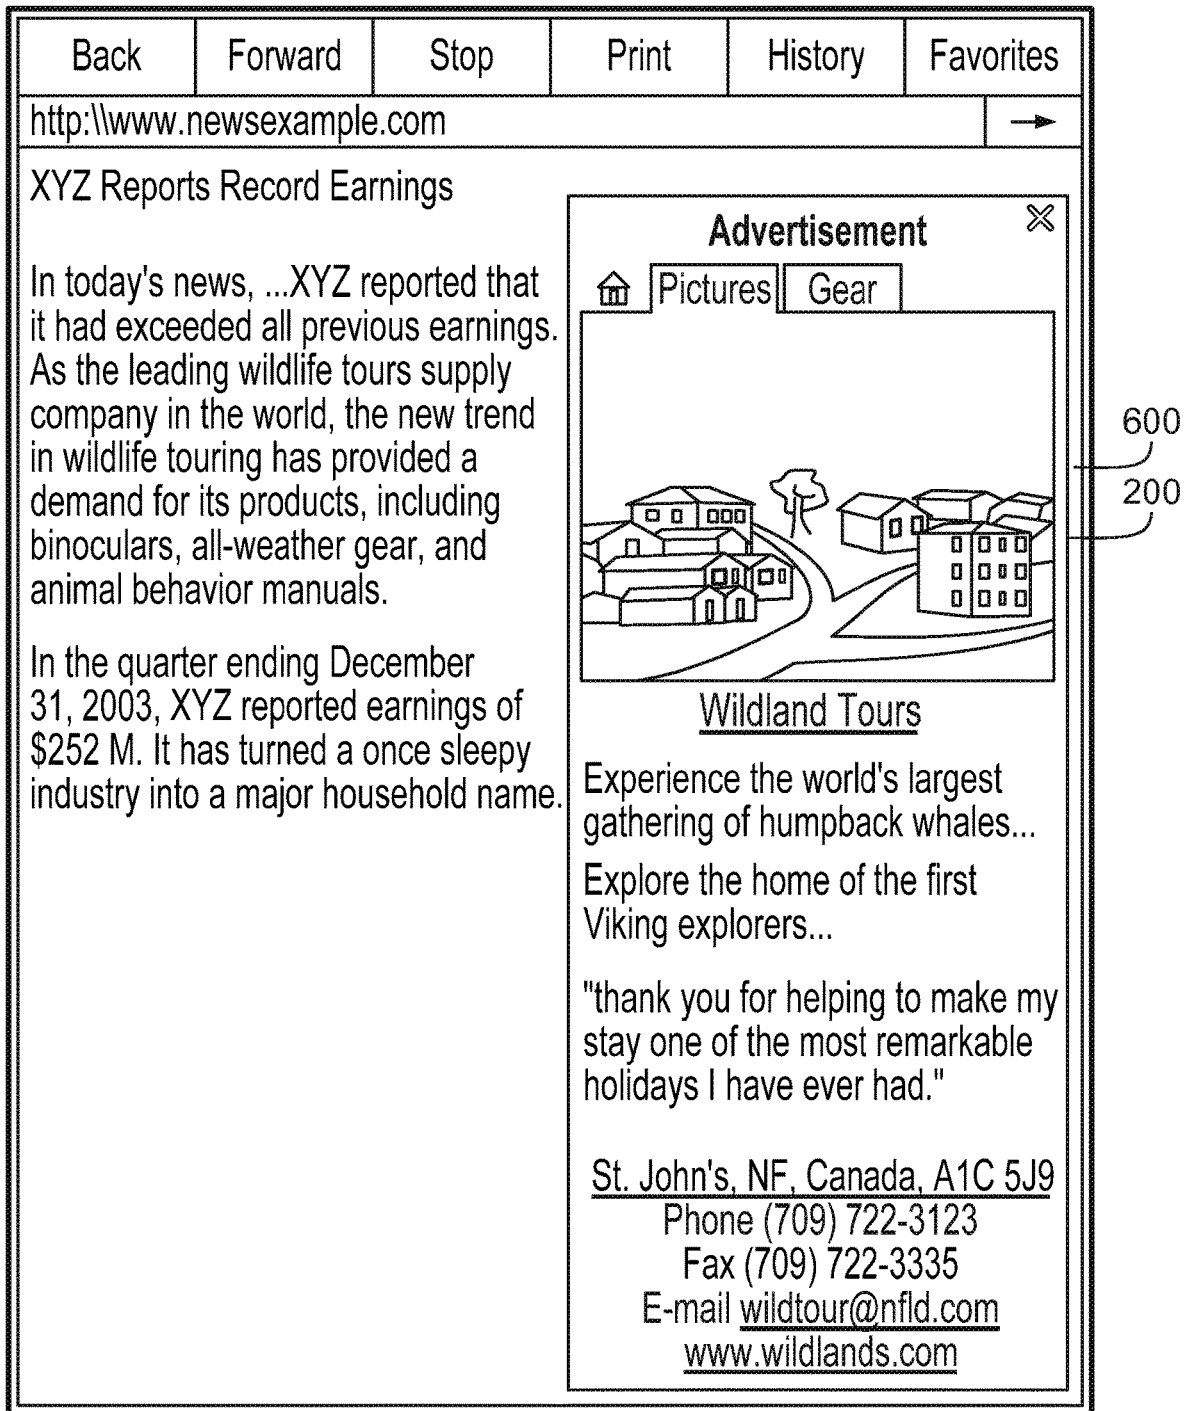 Back Forward Stop Print History Favorites
http:\\www.newsexample.com
XYZ Reports Record Earnings
In today's news, ...XYZ reported that
it had exceeded all previous earnings.
As the leading wildlife tours supply
company in the world, the new trend
in wildlife touring has provided a
demand for its products, including
binoculars, all-weather gear, and
animal behavior manuals.
In the quarter ending December
31, 2003, XYZ reported earnings of
$252 M. It has turned a once sleepy
industry into a major household name.
Advertisement
Pictures Gear
Wildland Tours
Experience the world's largest
gathering of humpback whales...
Explore the home of the first
Viking explorers...
"thank you for helping to make my
stay one of the most remarkable
holidays I have ever had."
St. John's, NF, Canada, A1C 5J9
Phone (709) 722-3123
Fax (709) 722-3335
E-mail wildtour@nfld.com
www.wildlands.com
600
200